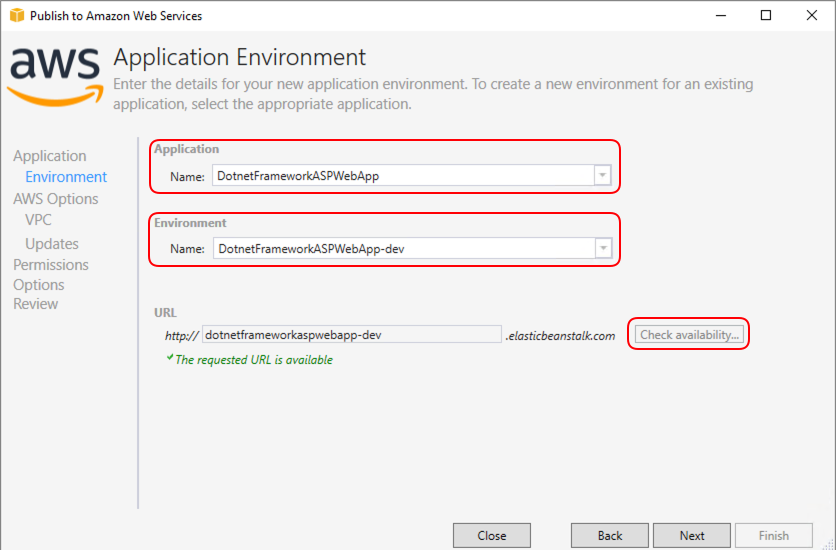 Publish to Amazon Web Services
aws
Application Environment
Enter the details for your new application environment. To create a new environment for an existing
application, select the appropriate application.
Application
Environment
AWS Options
VPC
Updates
Permissions
Options
Review
Application
Name: DotnetFrameworkASPWebApp
Environment
Name: DotnetFrameworkASPWebApp-dev
URL
http:// dotnetframeworkaspwebapp-dev .elasticbeanstalk.com Check availability...
The requested URL is available
Close Back Next Finish